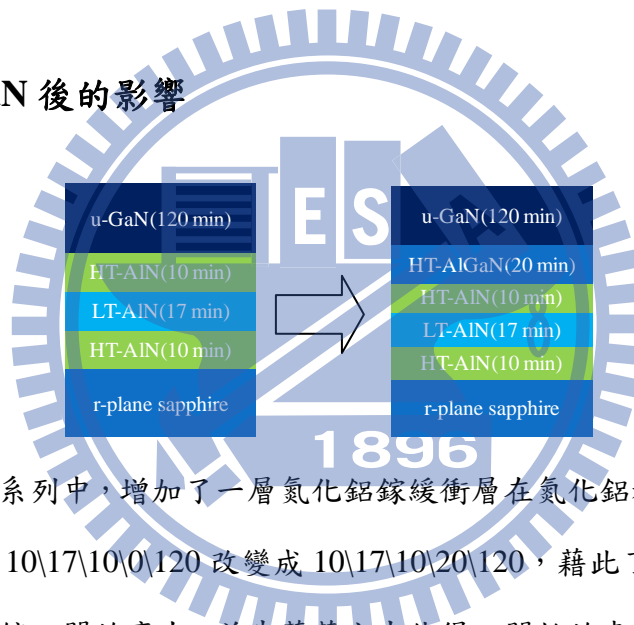 N 後的影響
u-GaN(120 min)
HT-AlN(10 min)
LT-AlN(17 min)
HT-AlN(10 min)
r-plane sapphire
u-GaN(120 min)
HT-AlGaN(20 min)
HT-AlN(10 min)
LT-AlN(17 min)
HT-AlN(10 min)
r-plane sapphire
ES
1896
系列中，增加了一層氮化鋁鎵緩衝層在氮化鋁
10\17\10\0\120 改變成 10\17\10\20\120，藉此